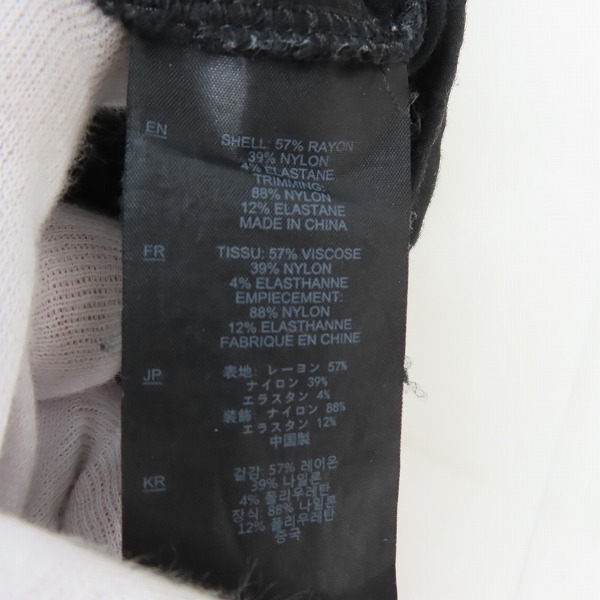 EN
SHELL: 57% RAYON
39% NYLON
4% ELASTANE
TRIMMING:
88% NYLON
12% ELASTANE
MADE IN CHINA
FR
TISSU: 57% VISCOSE
39% NYLON
4% ELASTHANNE
EMPIECEMENT:
88% NYLON
12% ELASTHANNE
FABRIQUE EN CHINE
JP
表地: レーヨン 57%
ナイロン 39%
エラスタン 4%
装飾: ナイロン 88%
エラスタン 12%
中国製
KR
겉감: 57% 레이온
39% 나일론
4% 폴리우레탄
장식: 88% 나일론
12% 폴리우레탄
중국